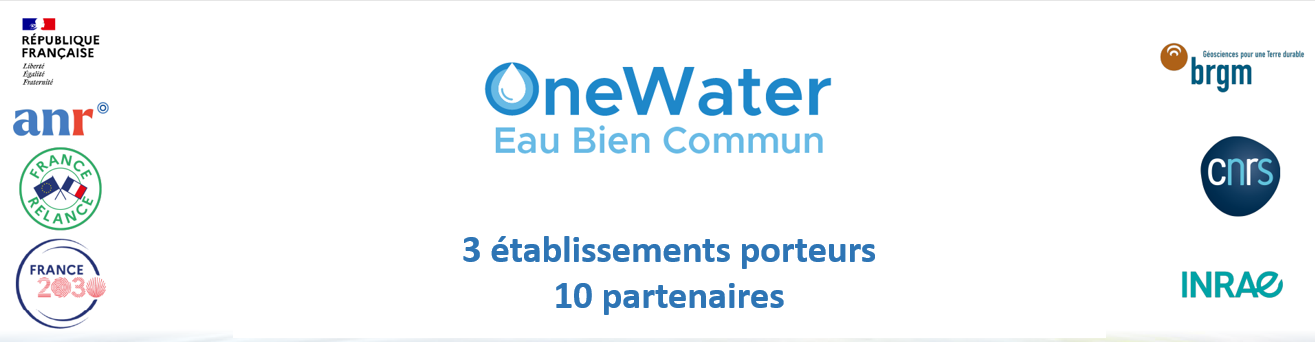 RÉPUBLIQUE
FRANÇAISE
Liberté
Égalité
Fraternité
anr
FRANCE
RELANCE
FRANCE
2030
OneWater
Eau Bien Commun
3 établissements porteurs
10 partenaires
Géosciences pour une Terre durable
brgm
cnrs
INRAE